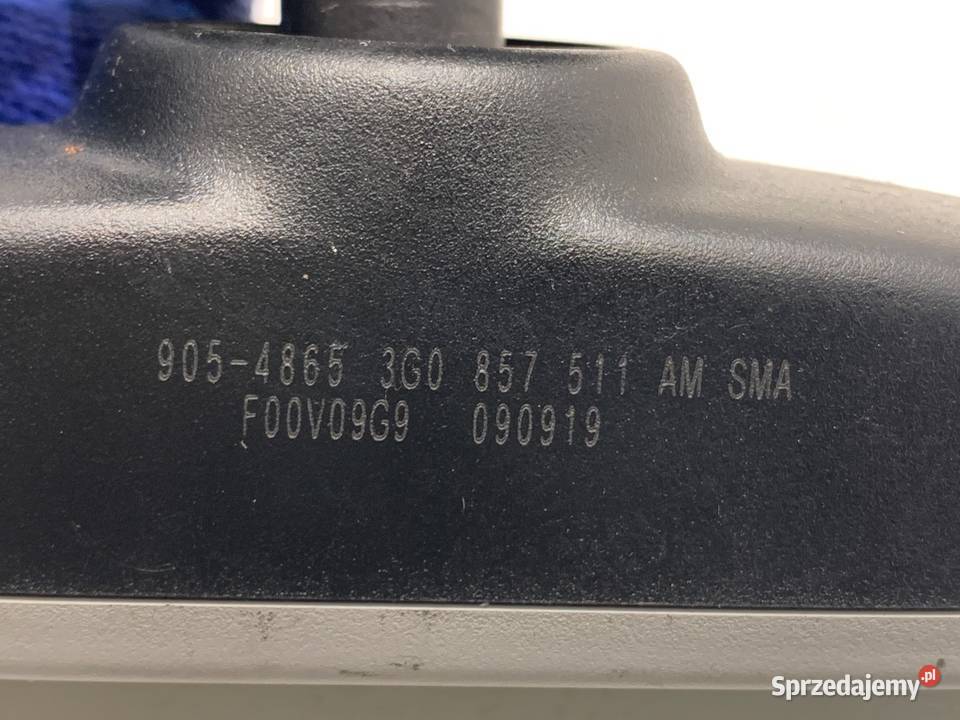 905-4865 3G0 857 511 AM SMA
F00V09G9 090919
Sprzedajemy.pl